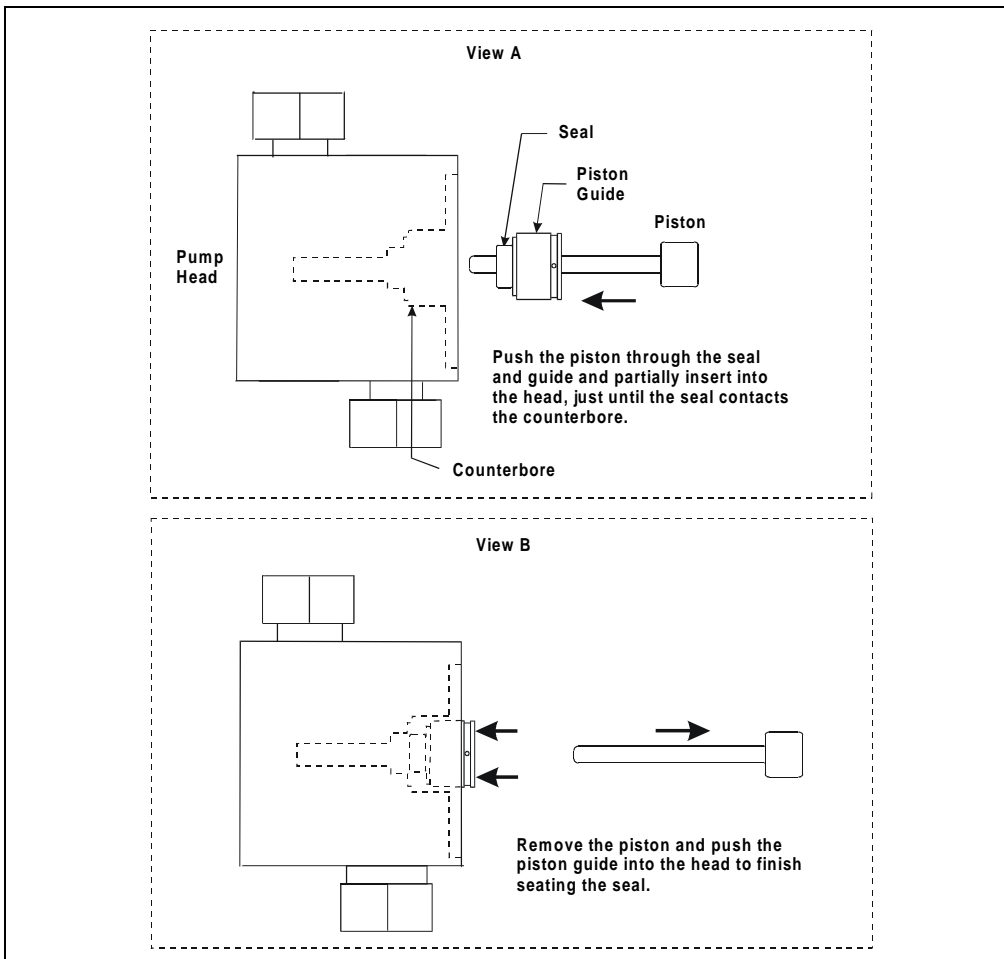 View A
Seal
Piston
Guide
Piston
Pump
Head
Push the piston through the seal
and guide and partially insert into
the head, just until the seal contacts
the counterbore.
Counterbore
View B
Remove the piston and push the
piston guide into the head to finish
seating the seal.